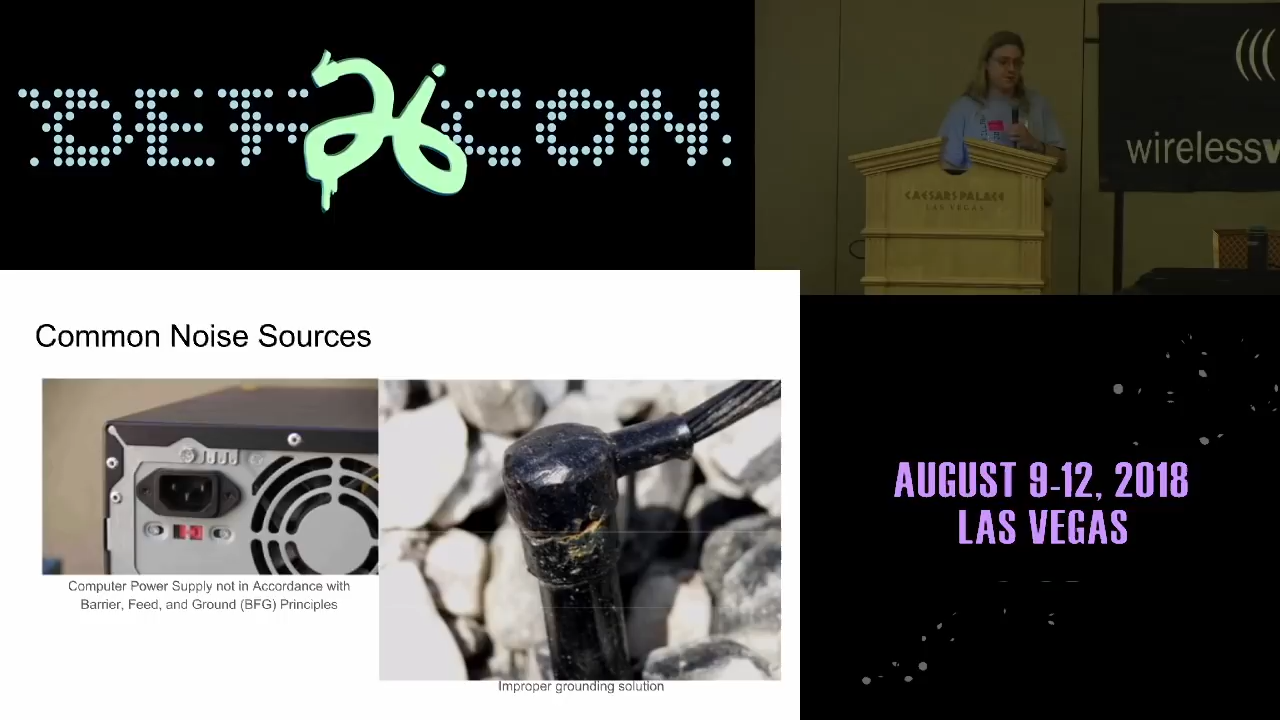 DEF 26 CON
wireless
CAESARS PALACE
LAS VEGAS
Common Noise Sources
Computer Power Supply not in Accordance with
Barrier, Feed, and Ground (BFG) Principles
Improper grounding solution
AUGUST 9-12, 2018
LAS VEGAS